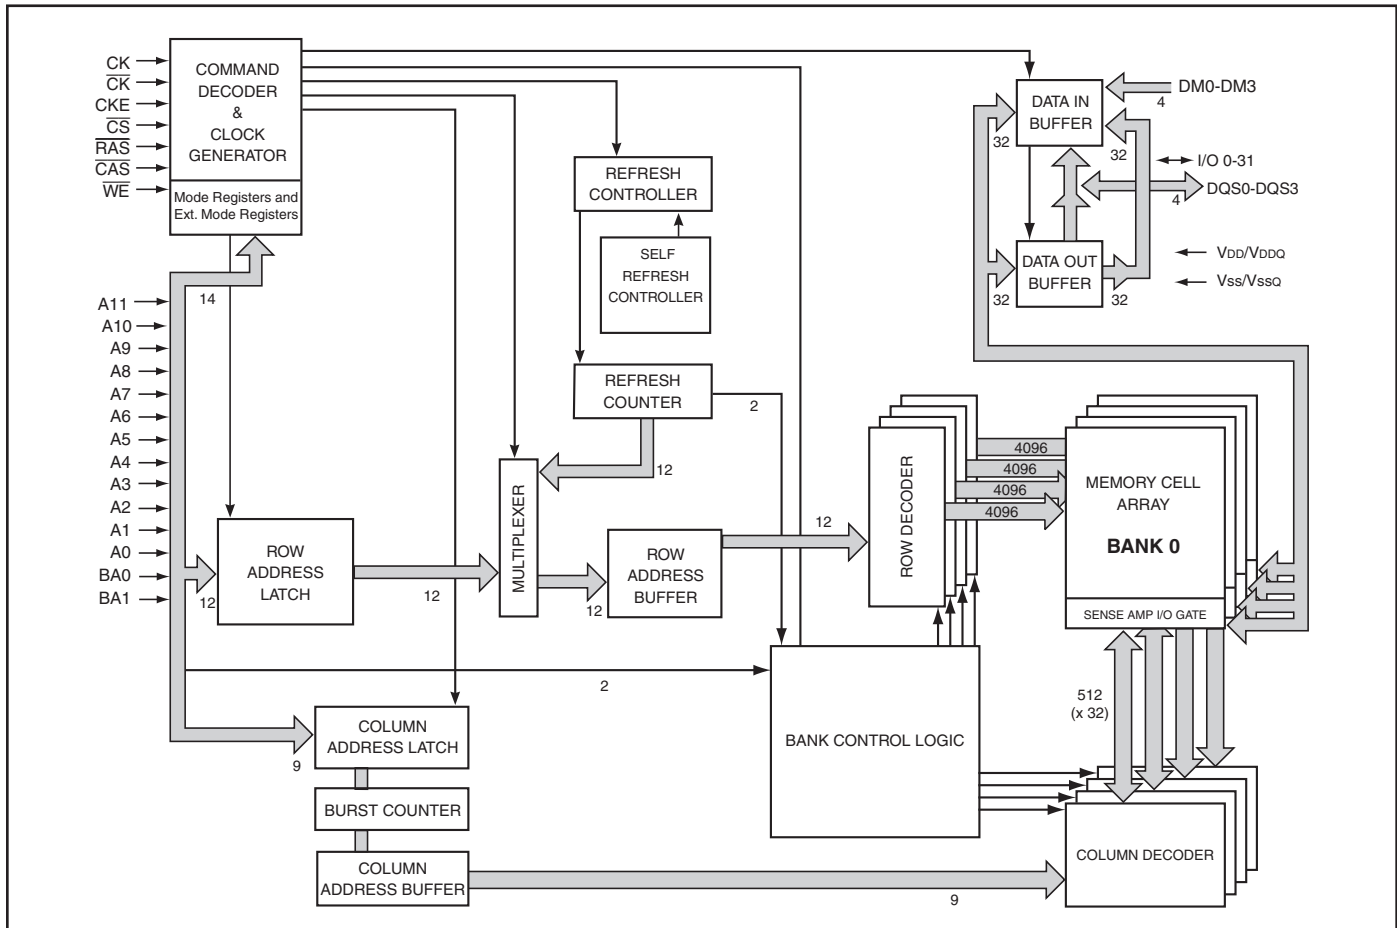 CK
CK
CKE
CS
RAS
CAS
WE
COMMAND
DECODER
&
CLOCK
GENERATOR
Mode Registers and
Ext. Mode Registers
14
A11
A10
A9
A8
A7
A6
A5
A4
A3
A2
A1
A0
BA0
BA1
12
ROW
ADDRESS
LATCH
12
MULTIPLEXER
12
REFRESH
CONTROLLER
SELF
REFRESH
CONTROLLER
REFRESH
COUNTER
2
12
ROW
ADDRESS
BUFFER
12
ROW DECODER
4096
4096
4096
4096
MEMORY CELL
ARRAY
BANK 0
SENSE AMP I/O GATE
DATA IN
BUFFER
DM0-DM3
4
32
32
I/O 0-31
DQS0-DQS3
4
DATA OUT
BUFFER
32
32
VDD/VDDQ
Vss/VssQ
2
BANK CONTROL LOGIC
512
(x 32)
9
COLUMN
ADDRESS LATCH
BURST COUNTER
COLUMN
ADDRESS BUFFER
9
COLUMN DECODER